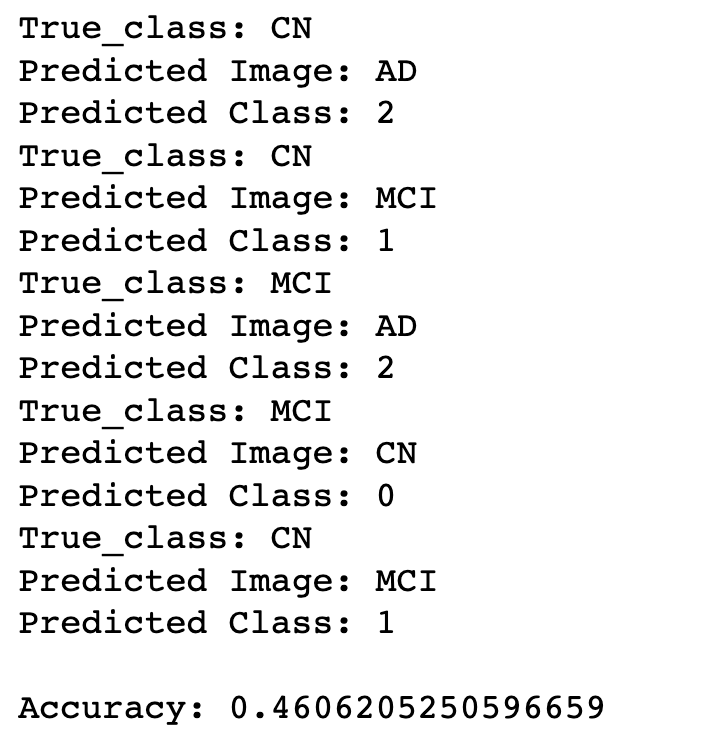 True_class: CN
Predicted Image: AD
Predicted Class: 2
True_class: CN
Predicted Image: MCI
Predicted Class: 1
True_class: MCI
Predicted Image: AD
Predicted Class: 2
True_class: MCI
Predicted Image: CN
Predicted Class: 0
True_class: CN
Predicted Image: MCI
Predicted Class: 1
Accuracy: 0.4606205250596659